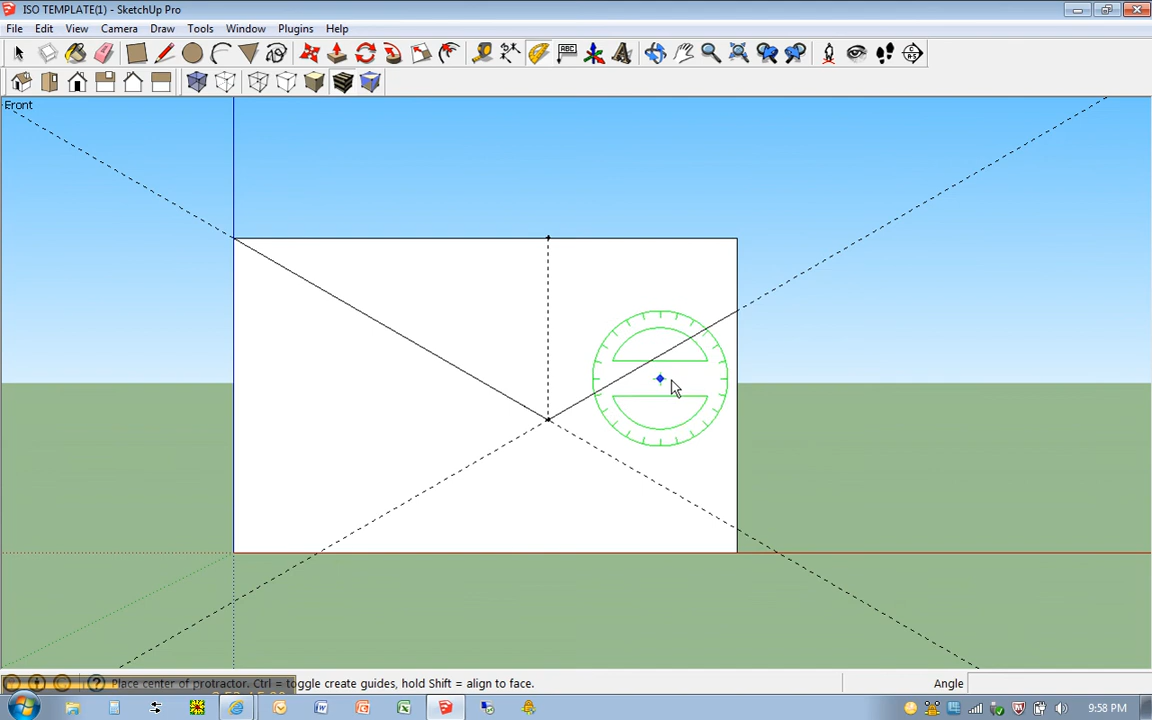 ISO TEMPLATE(1) - SketchUp Pro
File Edit View Camera Draw Tools Window Plugins Help
ABC
Front
Place center of protractor. Ctrl = toggle create guides, hold Shift = align to face.
Angle
9:58 PM